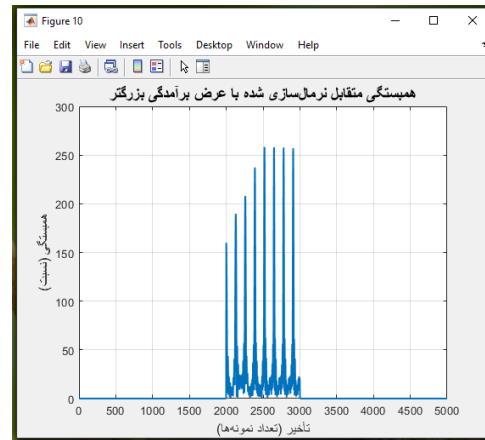 Figure 10
File Edit View Insert Tools Desktop Window Help
همبستگی متقابل نرمال‌سازی شده با عرض برآمدگی بزرگتر
همبستگی (نسبت)
300
250
200
150
100
50
0
0 500 1000 1500 2000 2500 3000 3500 4000 4500 5000
تأخیر (تعداد نمونه‌ها)